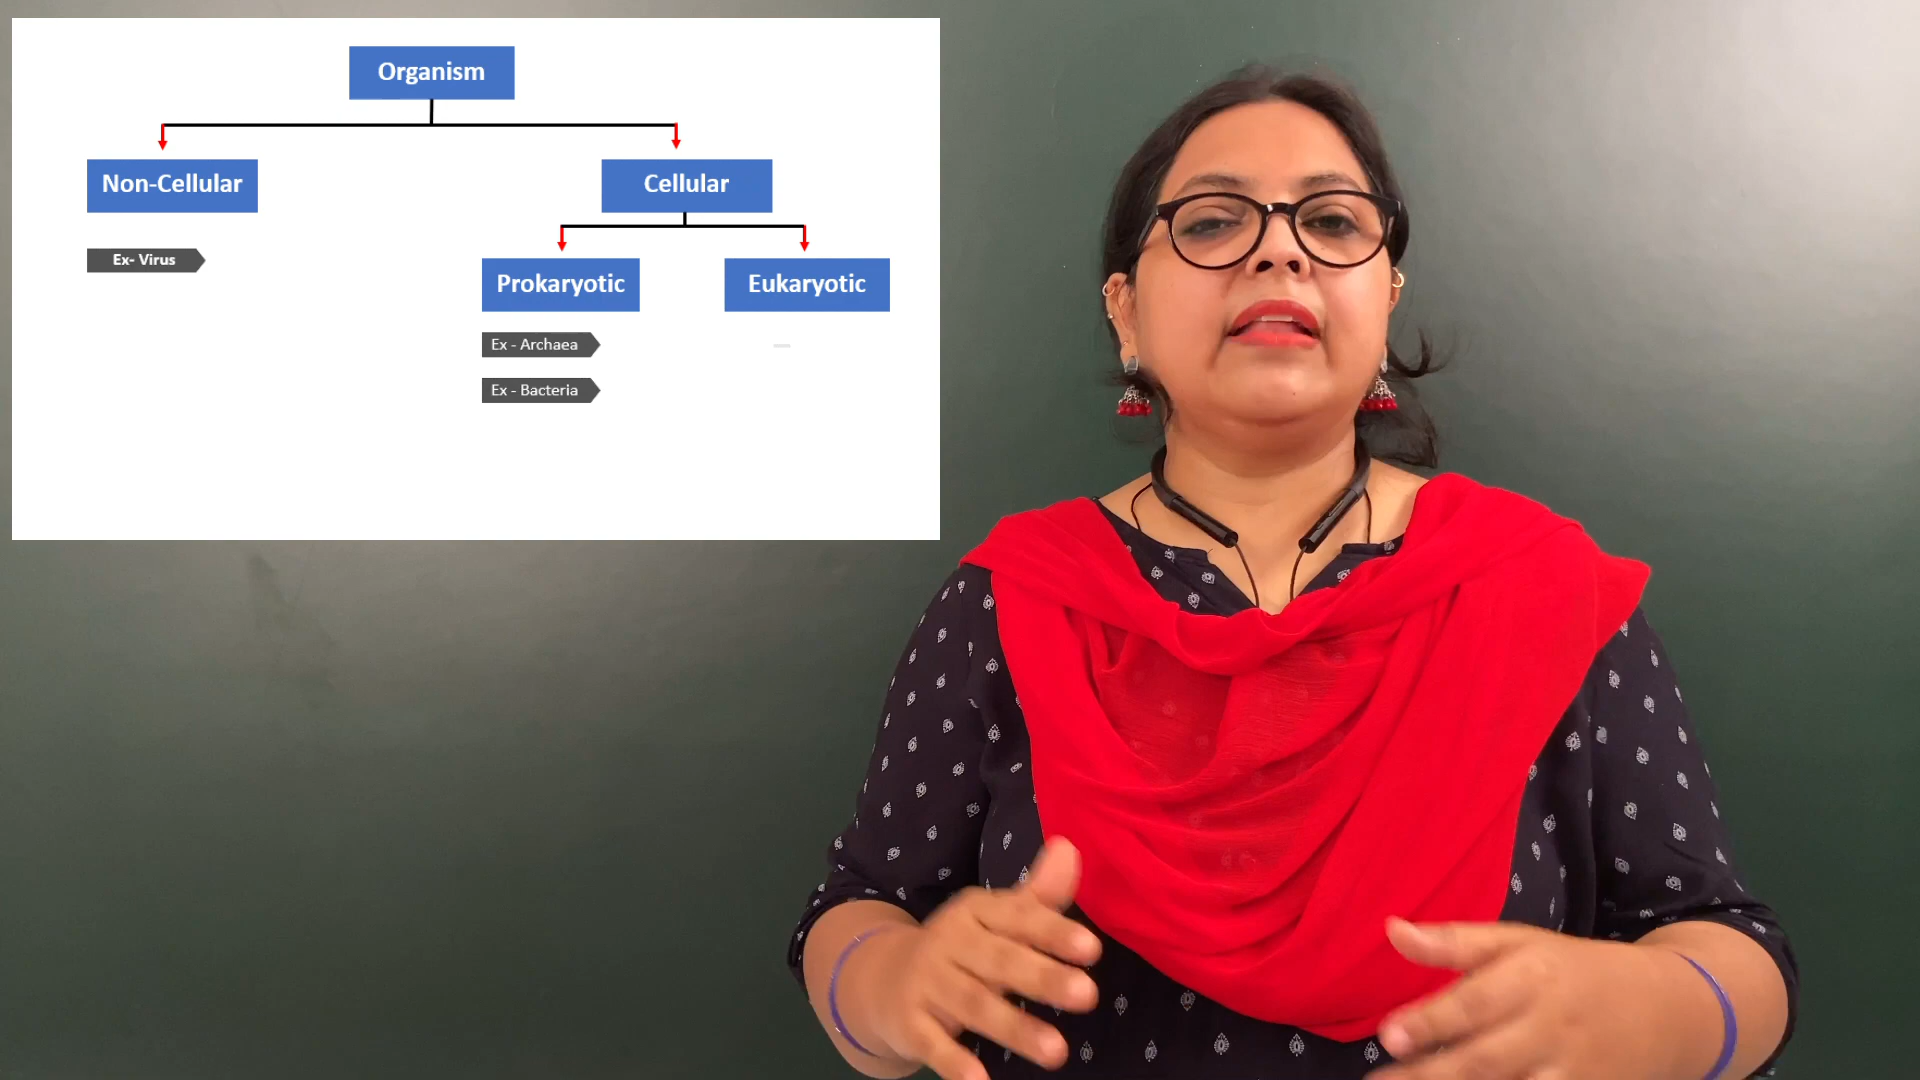 Organism
Non-Cellular
Cellular
Ex- Virus
Prokaryotic
Eukaryotic
Ex - Archaea
Ex - Bacteria